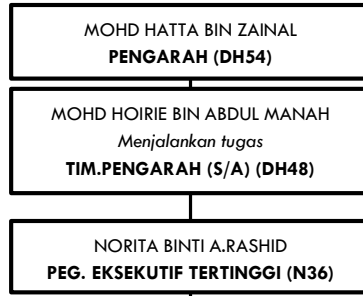 MOHD HATTA BIN ZAINAL
PENGARAH (DH54)
MOHD HOIRIE BIN ABDUL MANAH
Menjalankan tugas
TIM.PENGARAH (S/A) (DH48)
NORITA BINTI A.RASHID
PEG. EKSEKUTIF TERTINGGI (N36)